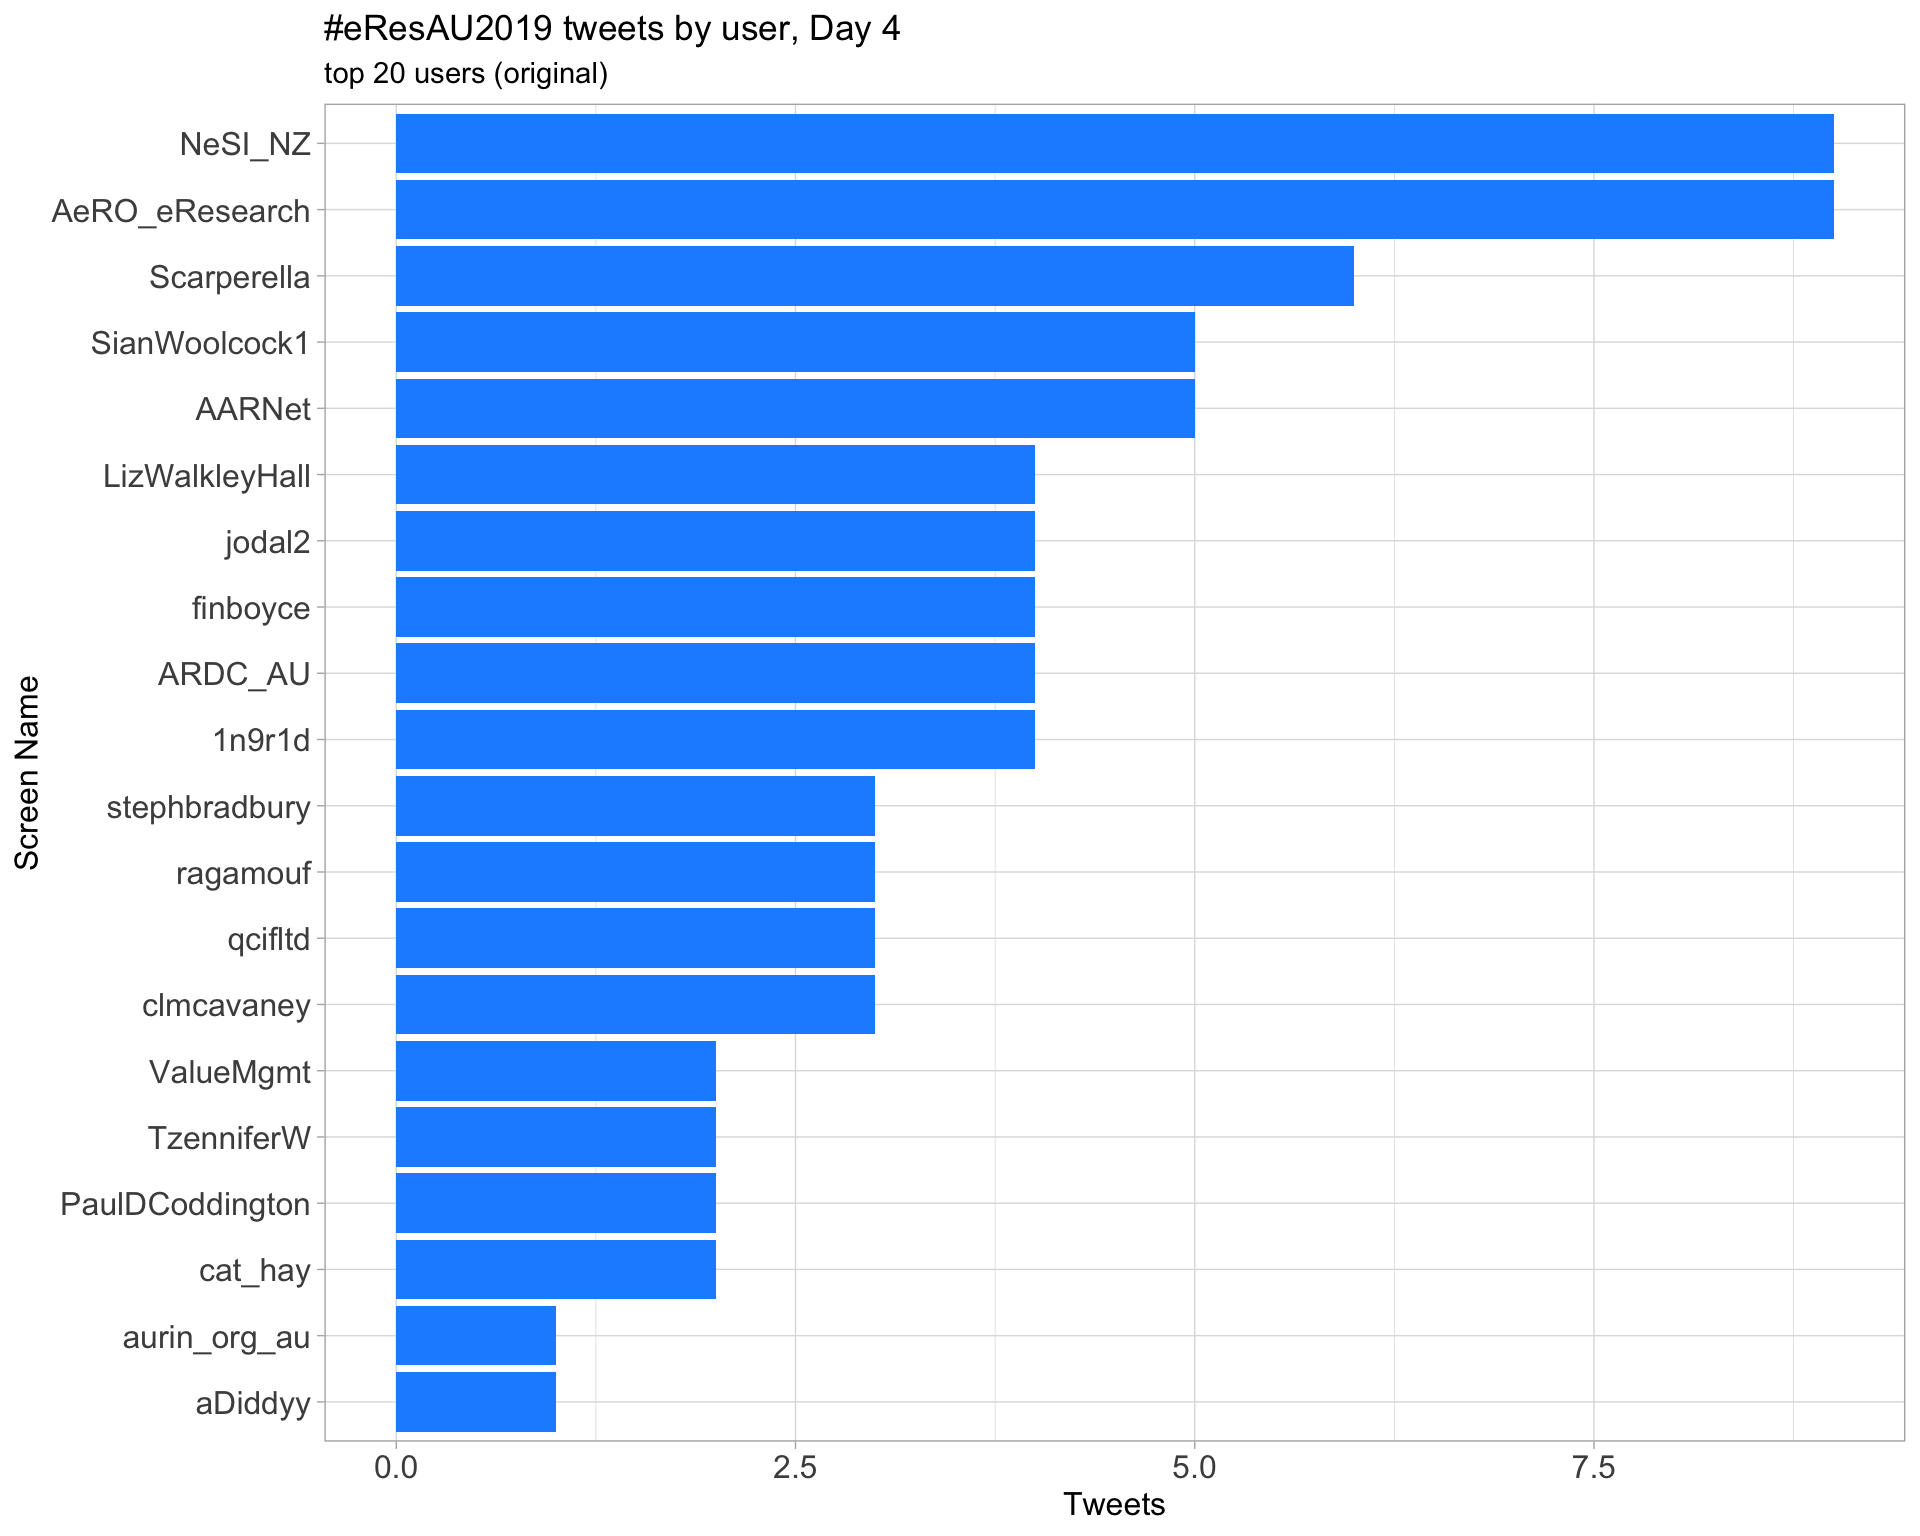 #eResAU2019 tweets by user, Day 4
top 20 users (original)
NeSI_NZ
AeRO_eResearch
Scarperella
SianWoolcock1
AARNet
LizWalkleyHall
jodal2
finboyce
ARDC_AU
1n9r1d
stephbradbury
ragamouf
qcifltd
clmcavaney
ValueMgmt
TzenniferW
PaulDCoddington
cat_hay
aurin_org_au
aDiddyy
Screen Name
0.0 2.5 5.0 7.5
Tweets